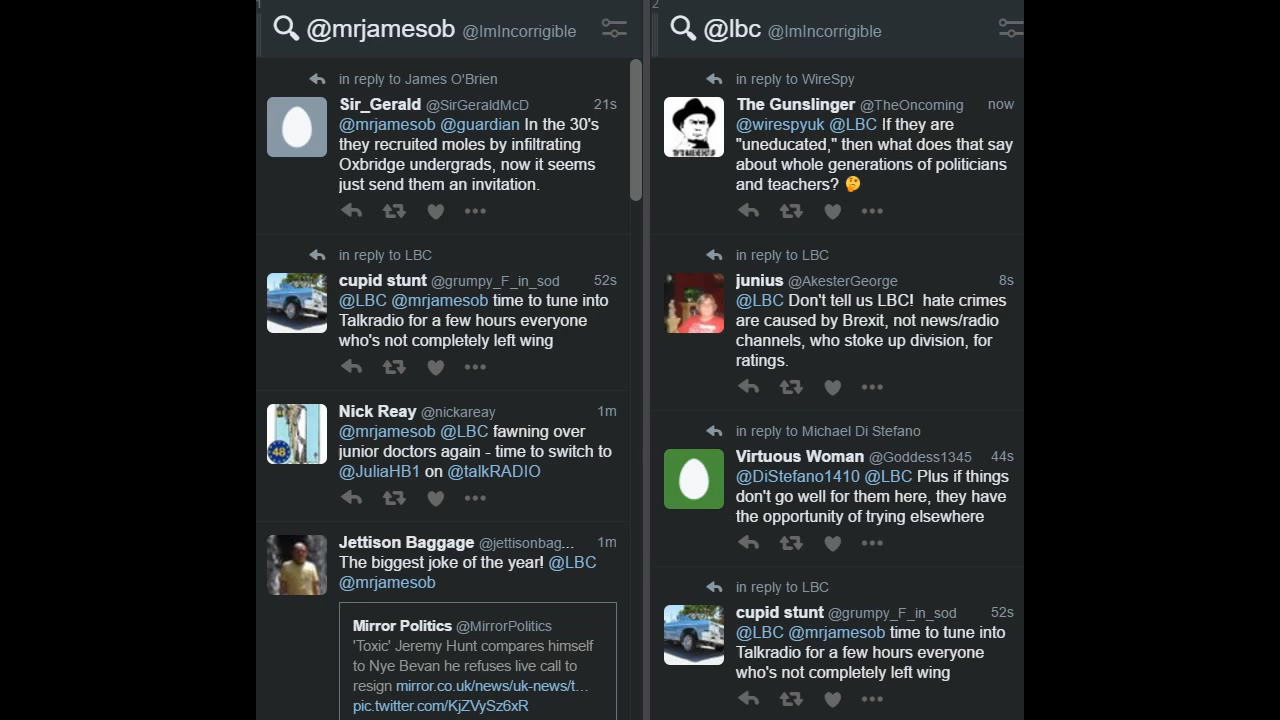 1
@mrjamesob @ImIncorrigible
in reply to James O'Brien
Sir_Gerald @SirGeraldMcD 21s
@mrjamesob @guardian In the 30's
they recruited moles by infiltrating
Oxbridge undergrads, now it seems
just send them an invitation.
in reply to LBC
cupid stunt @grumpy_F_in_sod 52s
@LBC @mrjamesob time to tune into
Talkradio for a few hours everyone
who's not completely left wing
Nick Reay @nickareay 1m
@mrjamesob @LBC fawning over
junior doctors again - time to switch to
@JuliaHB1 on @talkRADIO
48
Jettison Baggage @jettisonbag... 1m
The biggest joke of the year! @LBC
@mrjamesob
Mirror Politics @MirrorPolitics
'Toxic' Jeremy Hunt compares himself
to Nye Bevan he refuses live call to
resign mirror.co.uk/news/uk-news/t…
pic.twitter.com/KjZVySz6xR
2
@lbc @ImIncorrigible
in reply to WireSpy
The Gunslinger @TheOncoming now
@wirespyuk @LBC If they are
"uneducated," then what does that say
about whole generations of politicians
and teachers? 🤔
in reply to LBC
junius @AkesterGeorge 8s
@LBC Don't tell us LBC!  hate crimes
are caused by Brexit, not news/radio
channels, who stoke up division, for
ratings.
in reply to Michael Di Stefano
Virtuous Woman @Goddess1345 44s
@DiStefano1410 @LBC Plus if things
don't go well for them here, they have
the opportunity of trying elsewhere
in reply to LBC
cupid stunt @grumpy_F_in_sod 52s
@LBC @mrjamesob time to tune into
Talkradio for a few hours everyone
who's not completely left wing